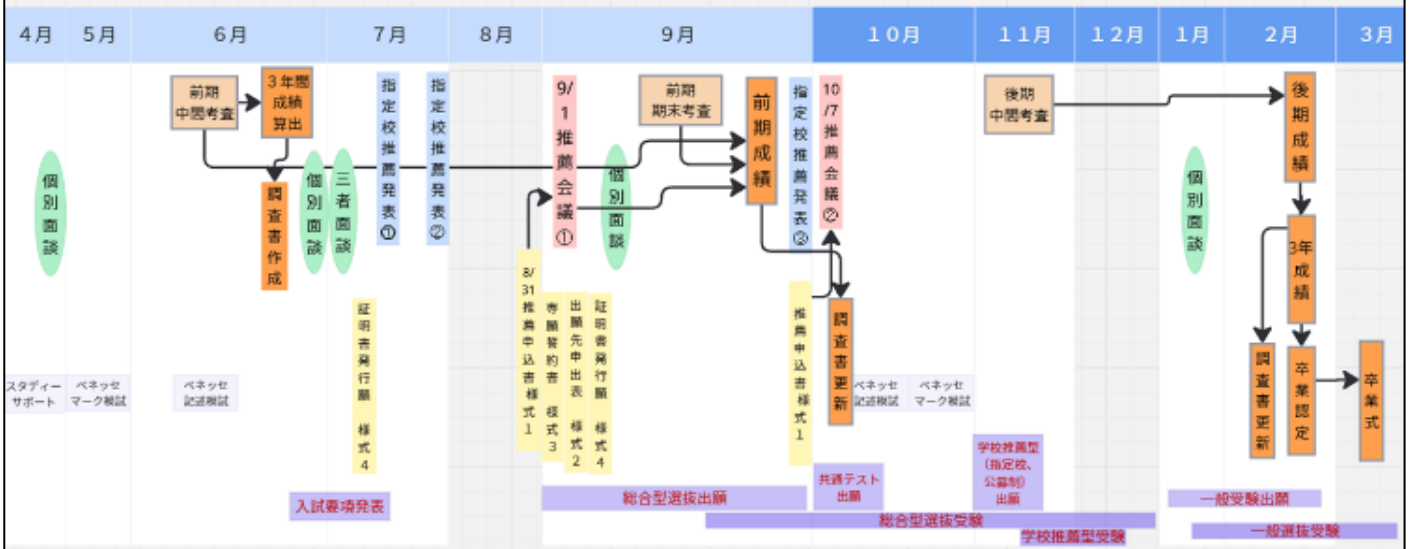 4月
5月
6月
7月
8月
9月
10月
11月
12月
1月
2月
3月
個別面談
スタディー
サポート
ベネッセ
マーク模試
前期
中間考査
3年間
成績
算出
調査書作成
個別面談
三者面談
ベネッセ
記述模試
指定校推薦発表①
指定校推薦発表②
証明書発行願 様式4
入試要項発表
9/1推薦会議①
8/31推薦申込書様式1
専願誓約書 様式3
出願先申出表 様式2
証明書発行願 様式4
個別面談
前期
期末考査
前期成績
指定校推薦発表③
10/7推薦会議②
推薦申込書様式1
調査書更新
ベネッセ
記述模試
ベネッセ
マーク模試
総合型選抜出願
共通テスト
出願
総合型選抜受験
後期
中間考査
学校推薦型
(指定校、
公募制)
出願
学校推薦型受験
個別面談
後期成績
3年成績
調査書更新
卒業認定
卒業式
一般受験出願
一般選抜受験